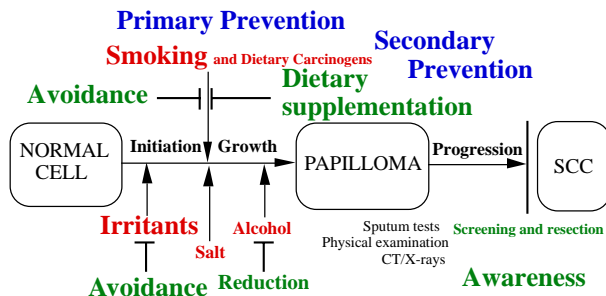 Primary Prevention
Smoking and Dietary Carcinogens
Secondary
Prevention
Avoidance
Dietary
supplementation
NORMAL
CELL
Initiation
Growth
PAPILLOMA
Progression
SCC
Irritants
Salt
Alcohol
Sputum tests
Physical examination
CT/X-rays
Screening and resection
Avoidance
Reduction
Awareness